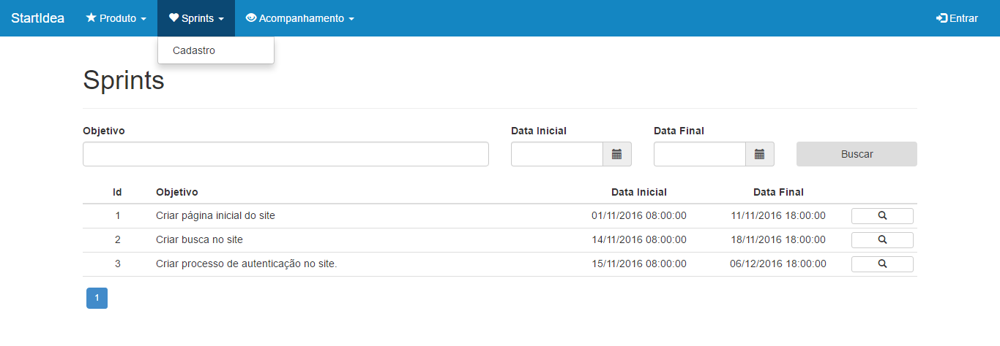 StartIdea Produto Sprints Acompanhamento Entrar
Cadastro
Sprints
Objetivo Data Inicial Data Final
Buscar
Id Objetivo Data Inicial Data Final
1 Criar página inicial do site 01/11/2016 08:00:00 11/11/2016 18:00:00
2 Criar busca no site 14/11/2016 08:00:00 18/11/2016 18:00:00
3 Criar processo de autenticação no site. 15/11/2016 08:00:00 06/12/2016 18:00:00
1